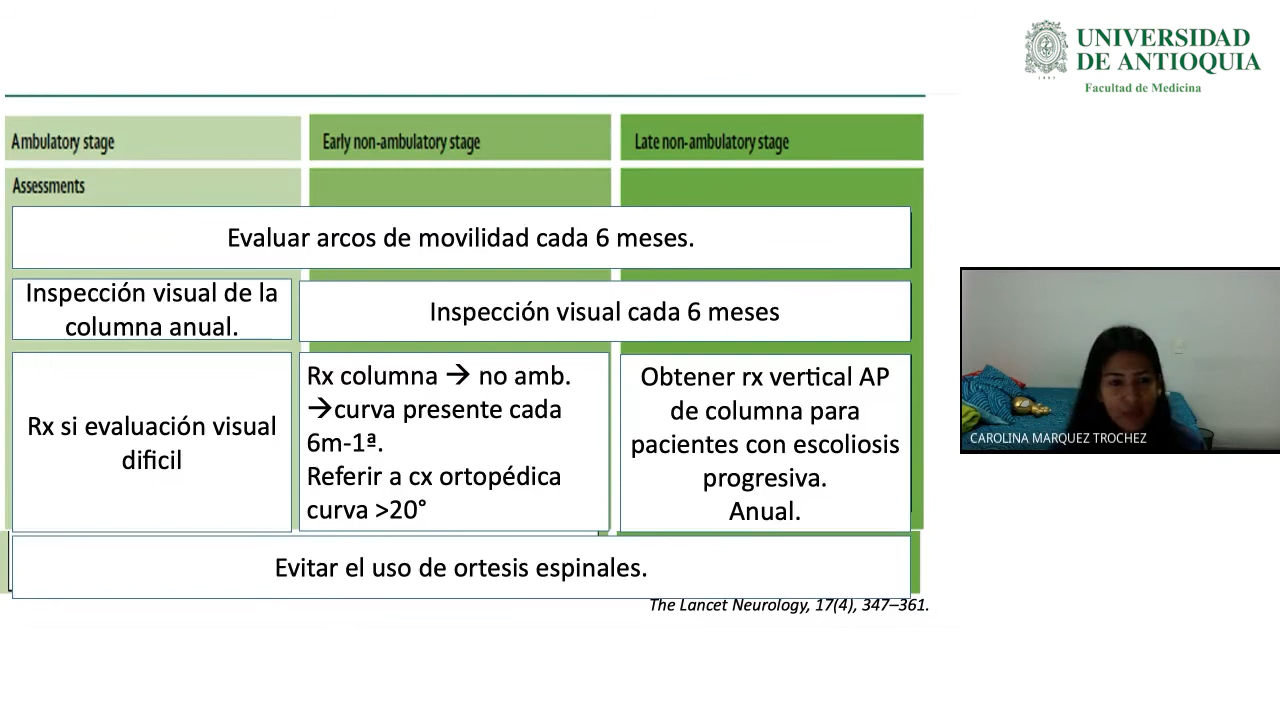 UNIVERSIDAD
DE ANTIOQUIA
1803
Facultad de Medicina
Ambulatory stage
Early non-ambulatory stage
Late non-ambulatory stage
Assessments
Evaluar arcos de movilidad cada 6 meses.
Inspección visual de la
columna anual.
Inspección visual cada 6 meses
Rx si evaluación visual
dificil
Rx columna → no amb.
→curva presente cada
6m-1ª.
Referir a cx ortopédica
curva >20°
Obtener rx vertical AP
de columna para
pacientes con escoliosis
progresiva.
Anual.
Evitar el uso de ortesis espinales.
The Lancet Neurology, 17(4), 347–361.
CAROLINA MARQUEZ TROCHEZ